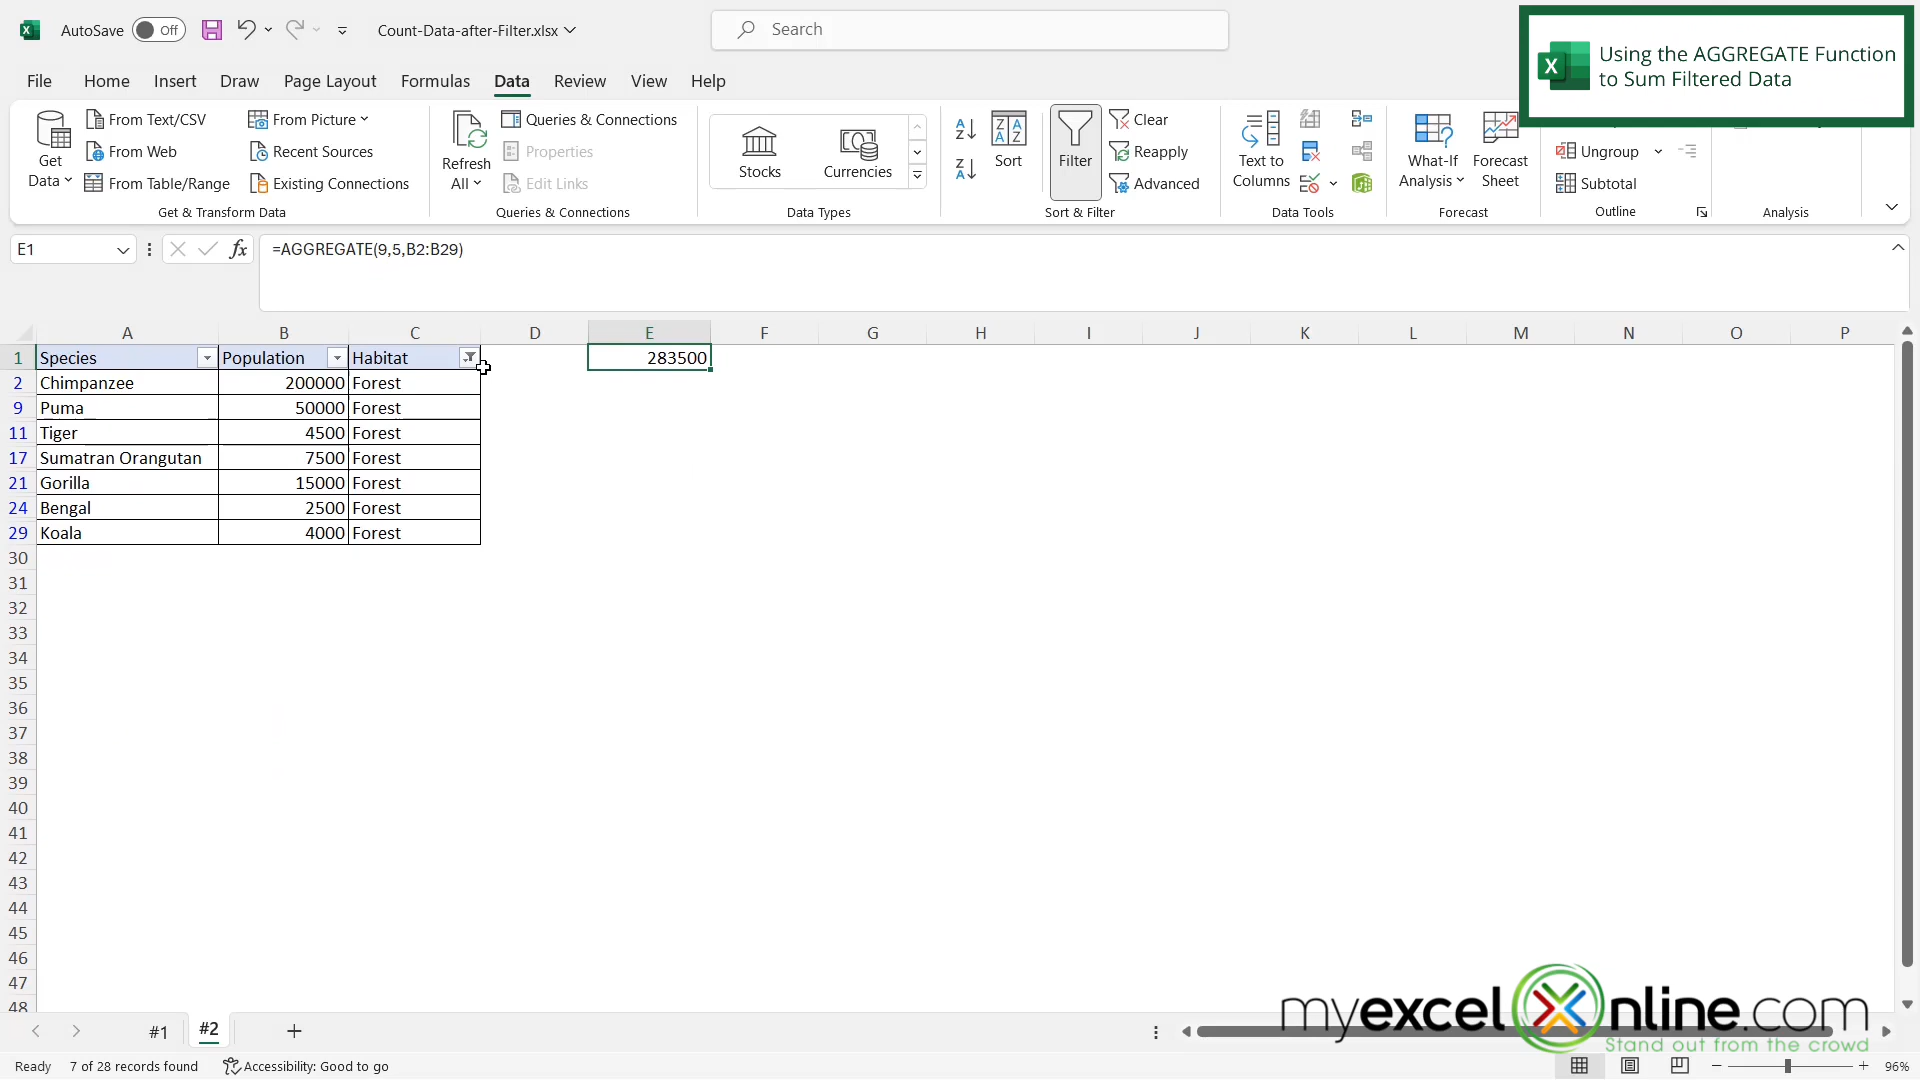 AutoSave Off Count-Data-after-Filter.xlsx Search
Using the AGGREGATE Function
to Sum Filtered Data
File Home Insert Draw Page Layout Formulas Data Review View Help
Get Data
From Text/CSV
From Web
From Table/Range
From Picture
Recent Sources
Existing Connections
Get & Transform Data
Refresh All
Queries & Connections
Properties
Edit Links
Queries & Connections
Stocks Currencies
Data Types
Sort
Filter
Clear
Reapply
Advanced
Sort & Filter
Text to Columns
Data Tools
What-If Analysis
Forecast Sheet
Forecast
Ungroup
Subtotal
Outline
Analysis
E1 fx =AGGREGATE(9,5,B2:B29)
A B C D E F G H I J K L M N O P
1 Species Population Habitat 283500
2 Chimpanzee 200000 Forest
9 Puma 50000 Forest
11 Tiger 4500 Forest
17 Sumatran Orangutan 7500 Forest
21 Gorilla 15000 Forest
24 Bengal 2500 Forest
29 Koala 4000 Forest
30
31
32
33
34
35
36
37
38
39
40
41
42
43
44
45
46
47
48
myexcelonline.com
Stand out from the crowd
#1 #2
Ready 7 of 28 records found Accessibility: Good to go 96%